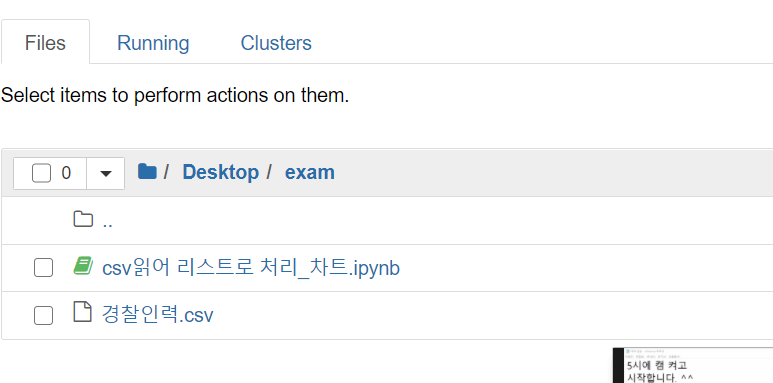 Files Running Clusters
Select items to perform actions on them.
0 / Desktop / exam
..
csv읽어 리스트로 처리_차트.ipynb
경찰인력.csv
5시에 캠 켜고
시작합니다. ^^